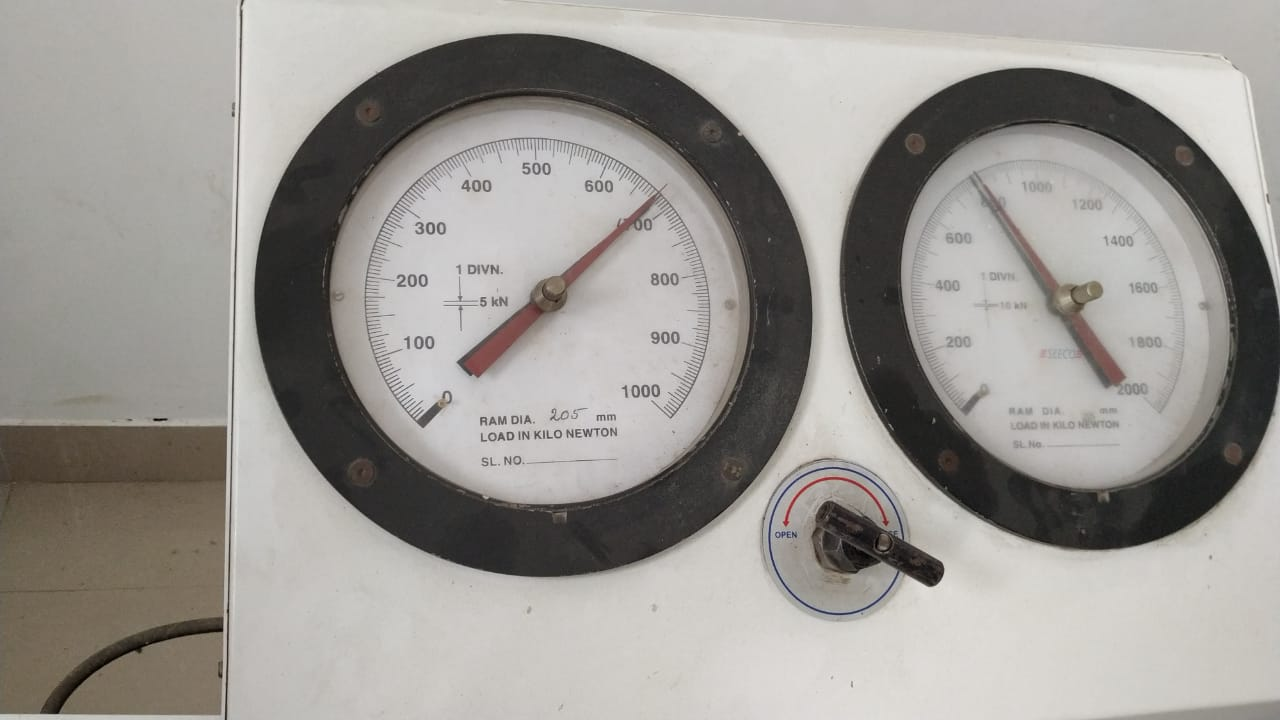 500
400
600
300
700
200
800
1 DIVN.
5 kN
100
900
0
1000
RAM DIA. 205 mm
LOAD IN KILO NEWTON
SL. NO.
1000
800
1200
600
1400
400
1600
1 DIVN.
10 kN
200
1800
SEECO
0
2000
RAM DIA. mm
LOAD IN KILO NEWTON
SL. No.
OPEN